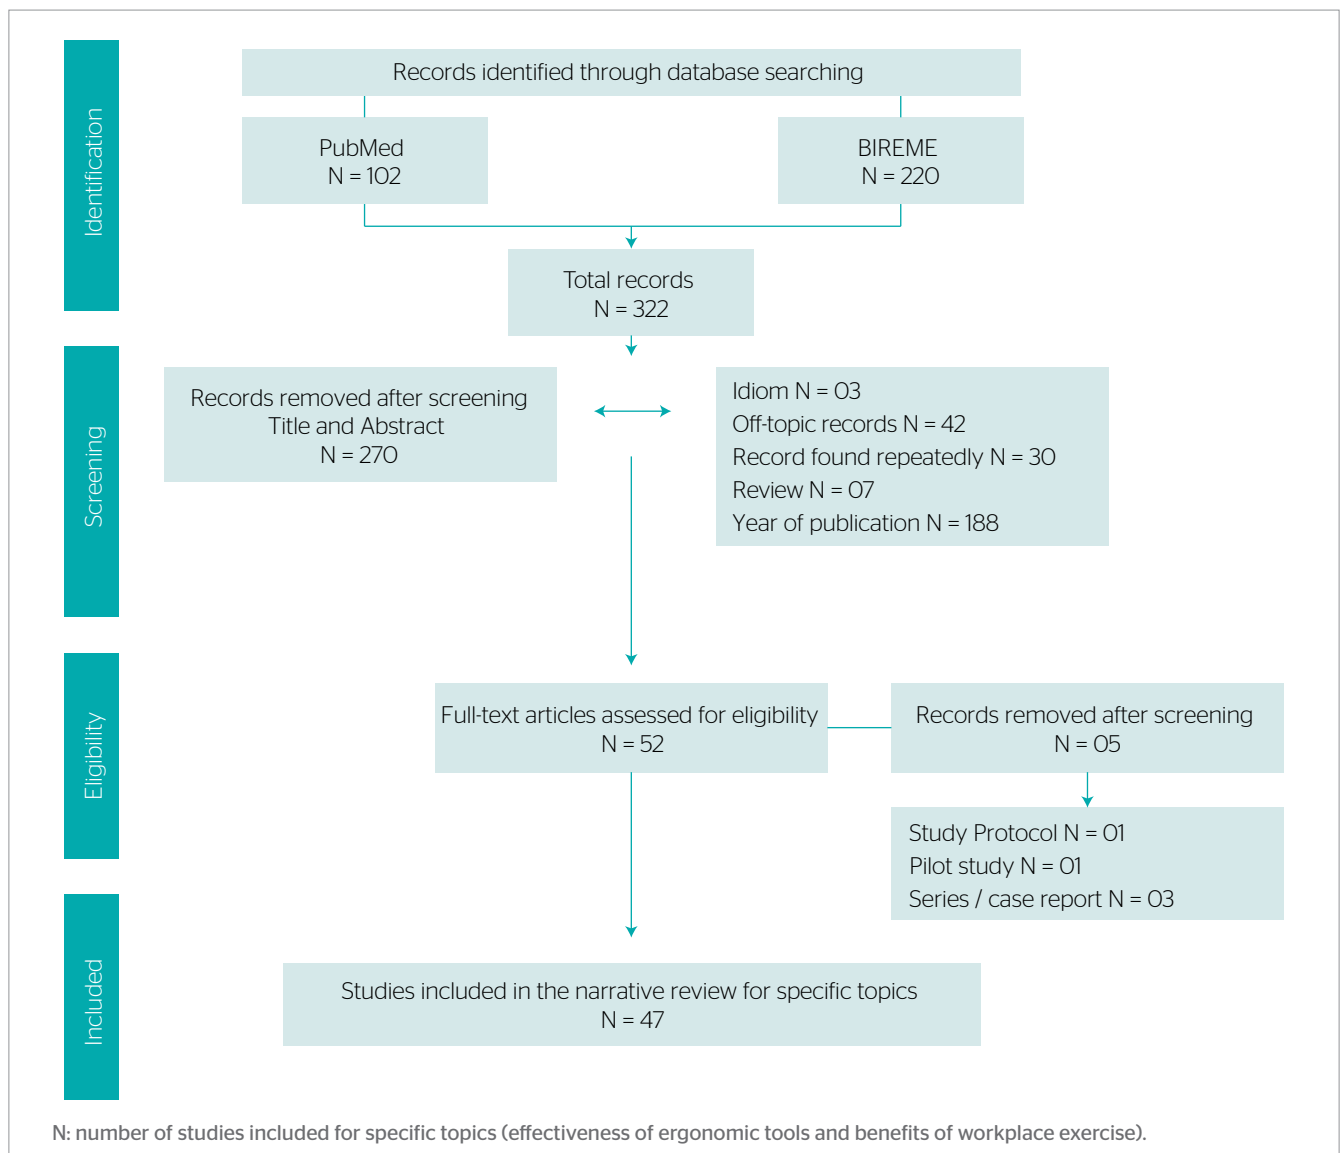 Identification
Records identified through database searching
PubMed
N = 102
BIREME
N = 220
Total records
N = 322
Screening
Records removed after screening
Title and Abstract
N = 270
Idiom N = 03
Off-topic records N = 42
Record found repeatedly N = 30
Review N = 07
Year of publication N = 188
Eligibility
Full-text articles assessed for eligibility
N = 52
Records removed after screening
N = 05
Study Protocol N = 01
Pilot study N = 01
Series / case report N = 03
Included
Studies included in the narrative review for specific topics
N = 47
N: number of studies included for specific topics (effectiveness of ergonomic tools and benefits of workplace exercise).